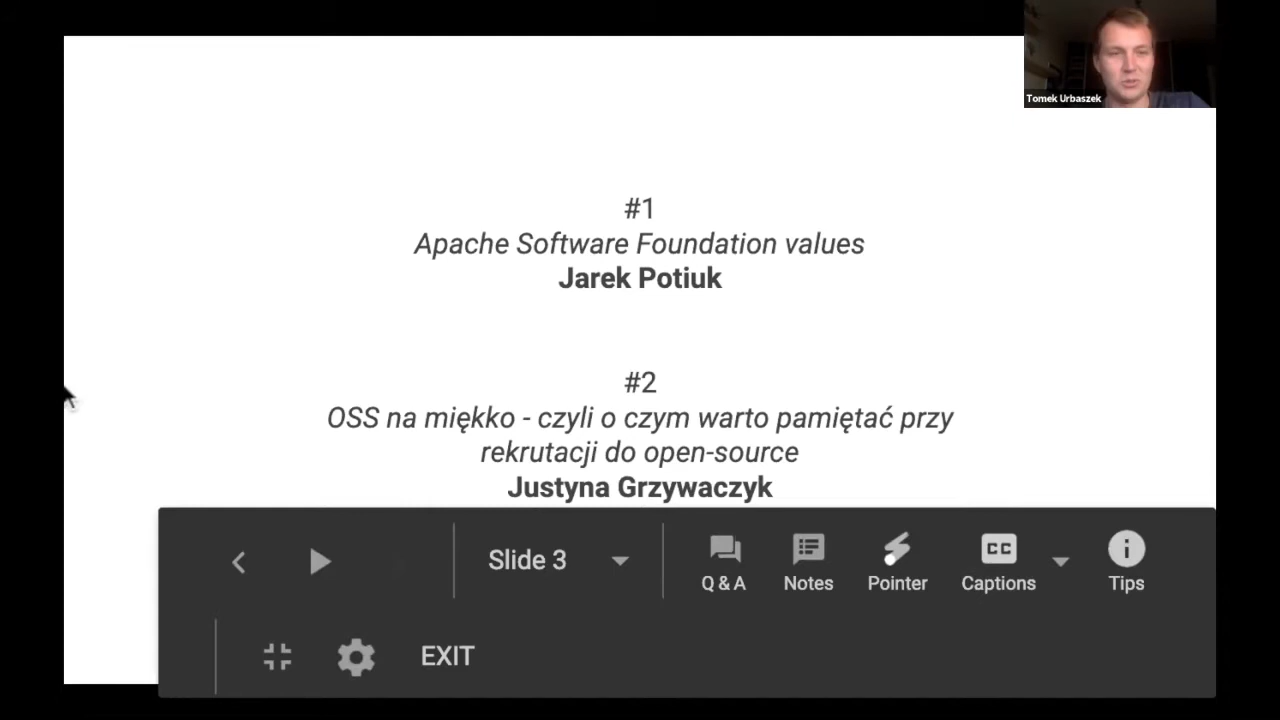 Tomek Urbaszek
#1
Apache Software Foundation values
Jarek Potiuk
#2
OSS na miękko - czyli o czym warto pamiętać przy
rekrutacji do open-source
Justyna Grzywaczyk
Slide 3
Q & A
Notes
Pointer
CC
Captions
Tips
EXIT